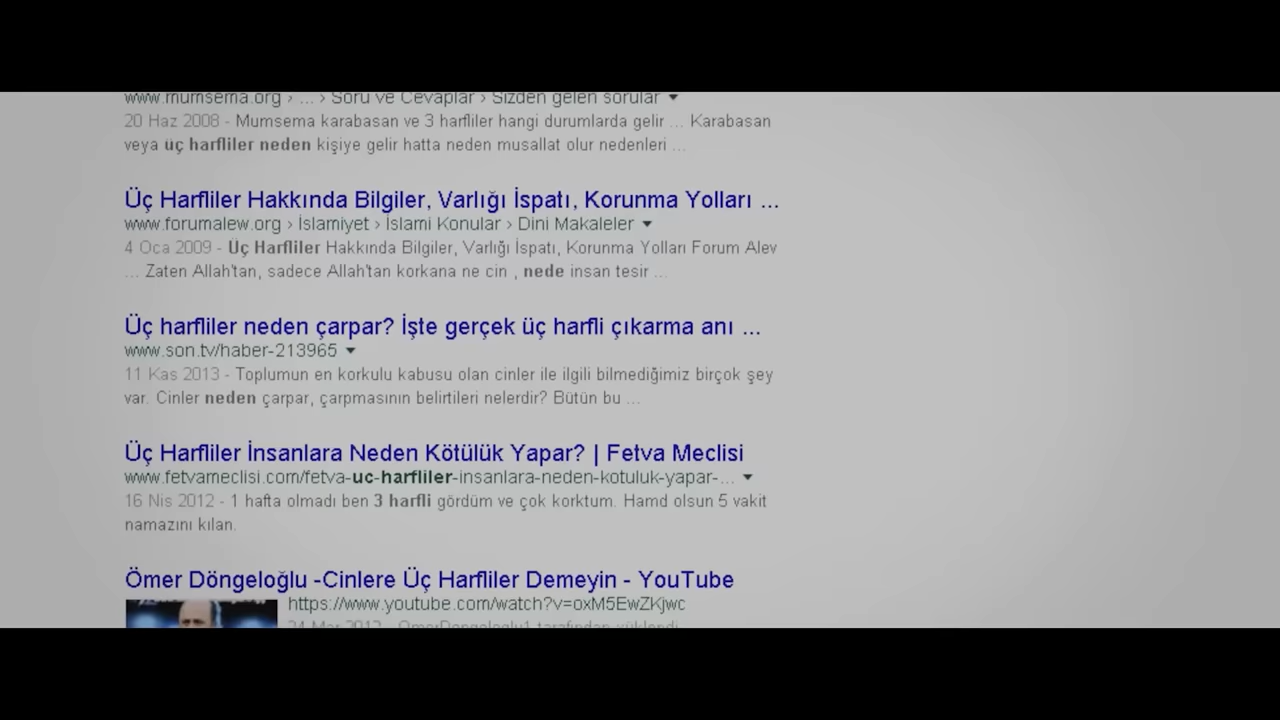 www.mumsema.org › ... › Soru ve Cevaplar › Sizden gelen sorular
20 Haz 2008 - Mumsema karabasan ve 3 harfliler hangi durumlarda gelir ... Karabasan
veya üç harfliler neden kişiye gelir hatta neden musallat olur nedenleri ...
Üç Harfliler Hakkında Bilgiler, Varlığı İspatı, Korunma Yolları ...
www.forumalew.org › İslamiyet › İslami Konular › Dini Makaleler
4 Oca 2009 - Üç Harfliler Hakkında Bilgiler, Varlığı İspatı, Korunma Yolları Forum Alev
... Zaten Allah'tan, sadece Allah'tan korkana ne cin , nede insan tesir ...
Üç harfliler neden çarpar? İşte gerçek üç harfli çıkarma anı ...
www.son.tv/haber-213965
11 Kas 2013 - Toplumun en korkulu kabusu olan cinler ile ilgili bilmediğimiz birçok şey
var. Cinler neden çarpar, çarpmasının belirtileri nelerdir? Bütün bu ...
Üç Harfliler İnsanlara Neden Kötülük Yapar? | Fetva Meclisi
www.fetvameclisi.com/fetva-uc-harfliler-insanlara-neden-kotuluk-yapar-...
16 Nis 2012 - 1 hafta olmadı ben 3 harfli gördüm ve çok korktum. Hamd olsun 5 vakit
namazını kılan.
Ömer Döngeloğlu -Cinlere Üç Harfliler Demeyin - YouTube
https://www.youtube.com/watch?v=oxM5EwZKjwc
24 Mar 2012 - OmerDongeloglu1 tarafından yüklendi